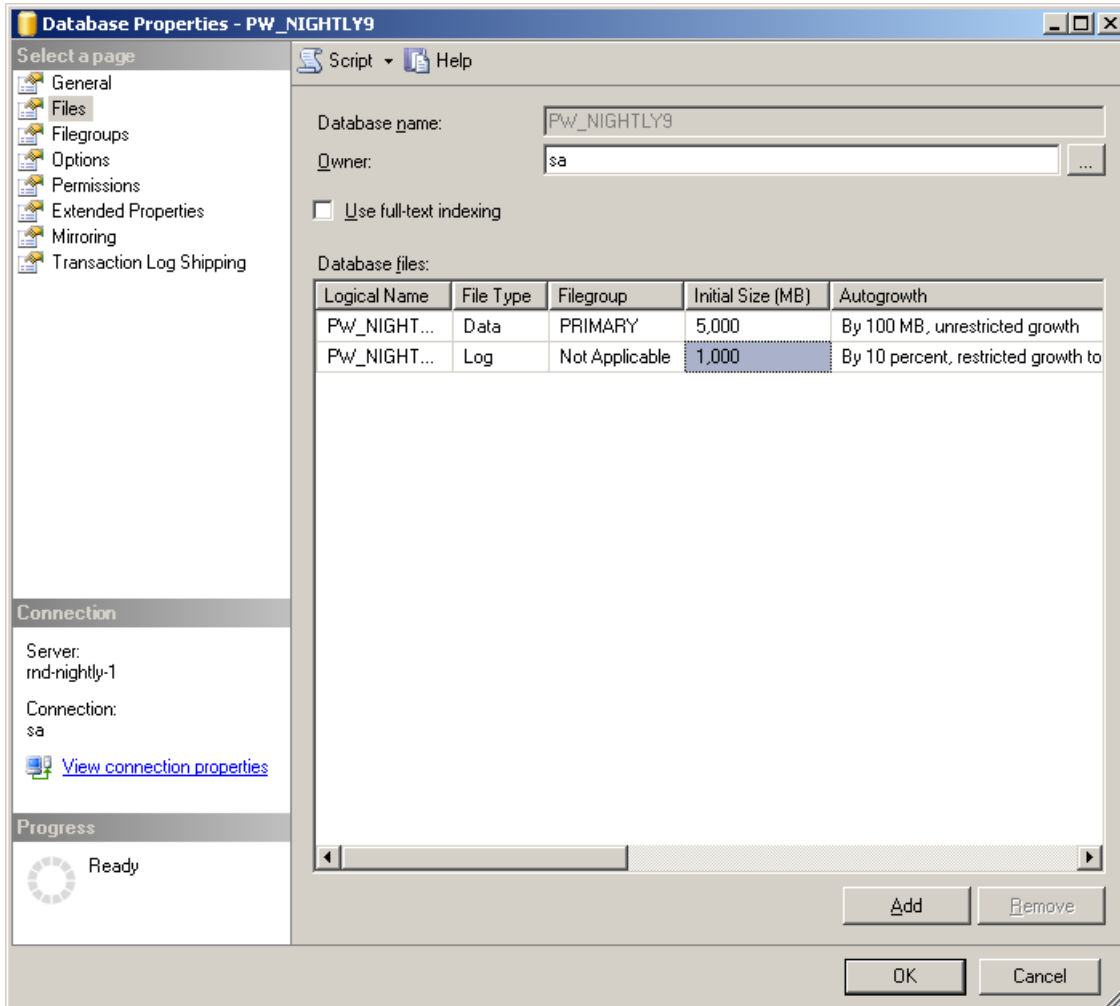 Database Properties - PW_NIGHTLY9
Select a page
General
Files
Filegroups
Options
Permissions
Extended Properties
Mirroring
Transaction Log Shipping
Connection
Server:
rnd-nightly-1
Connection:
sa
View connection properties
Progress
Ready
Script Help
Database name: PW_NIGHTLY9
Owner: sa ...
Use full-text indexing
Database files:
Logical Name File Type Filegroup Initial Size (MB) Autogrowth
PW_NIGHT... Data PRIMARY 5,000 By 100 MB, unrestricted growth
PW_NIGHT... Log Not Applicable 1,000 By 10 percent, restricted growth to
Add Remove
OK Cancel